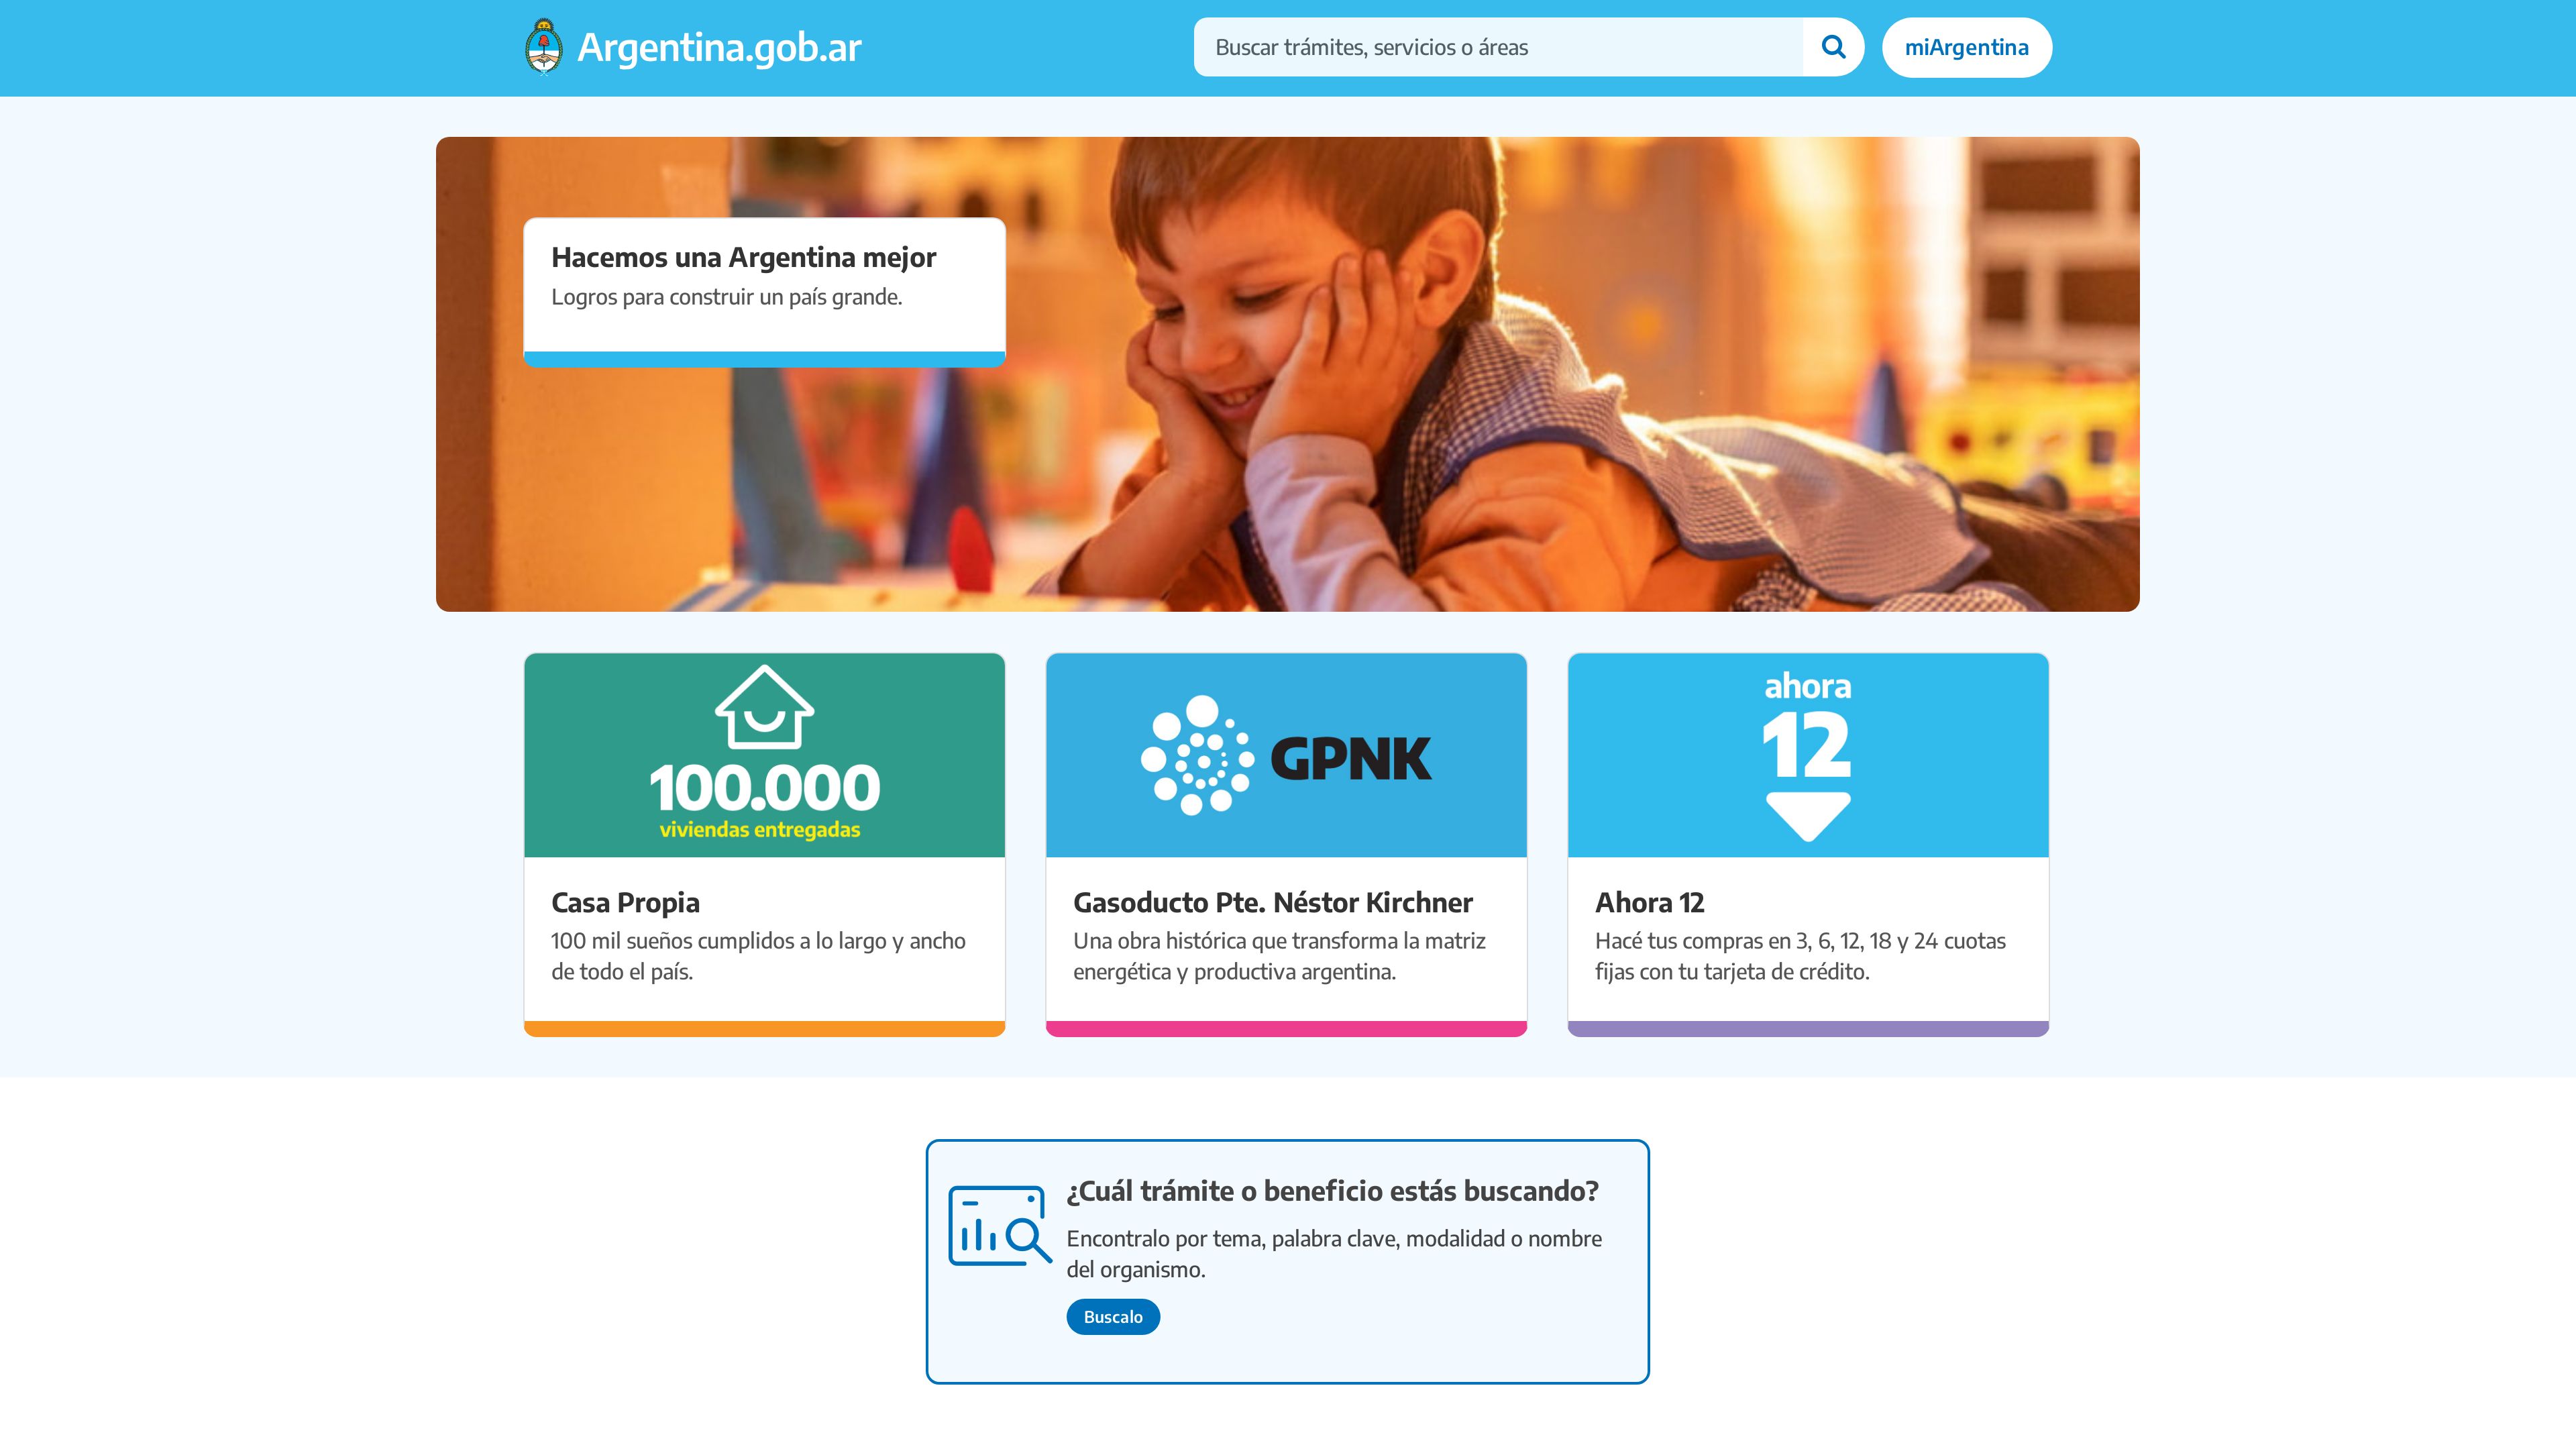 Argentina.gob.ar
Buscar trámites, servicios o áreas
miArgentina
Hacemos una Argentina mejor
Logros para construir un país grande.
100.000
viviendas entregadas
Casa Propia
100 mil sueños cumplidos a lo largo y ancho
de todo el país.
GPNK
Gasoducto Pte. Néstor Kirchner
Una obra histórica que transforma la matriz
energética y productiva argentina.
ahora
12
Ahora 12
Hacé tus compras en 3, 6, 12, 18 y 24 cuotas
fijas con tu tarjeta de crédito.
¿Cuál trámite o beneficio estás buscando?
Encontralo por tema, palabra clave, modalidad o nombre
del organismo.
Buscalo